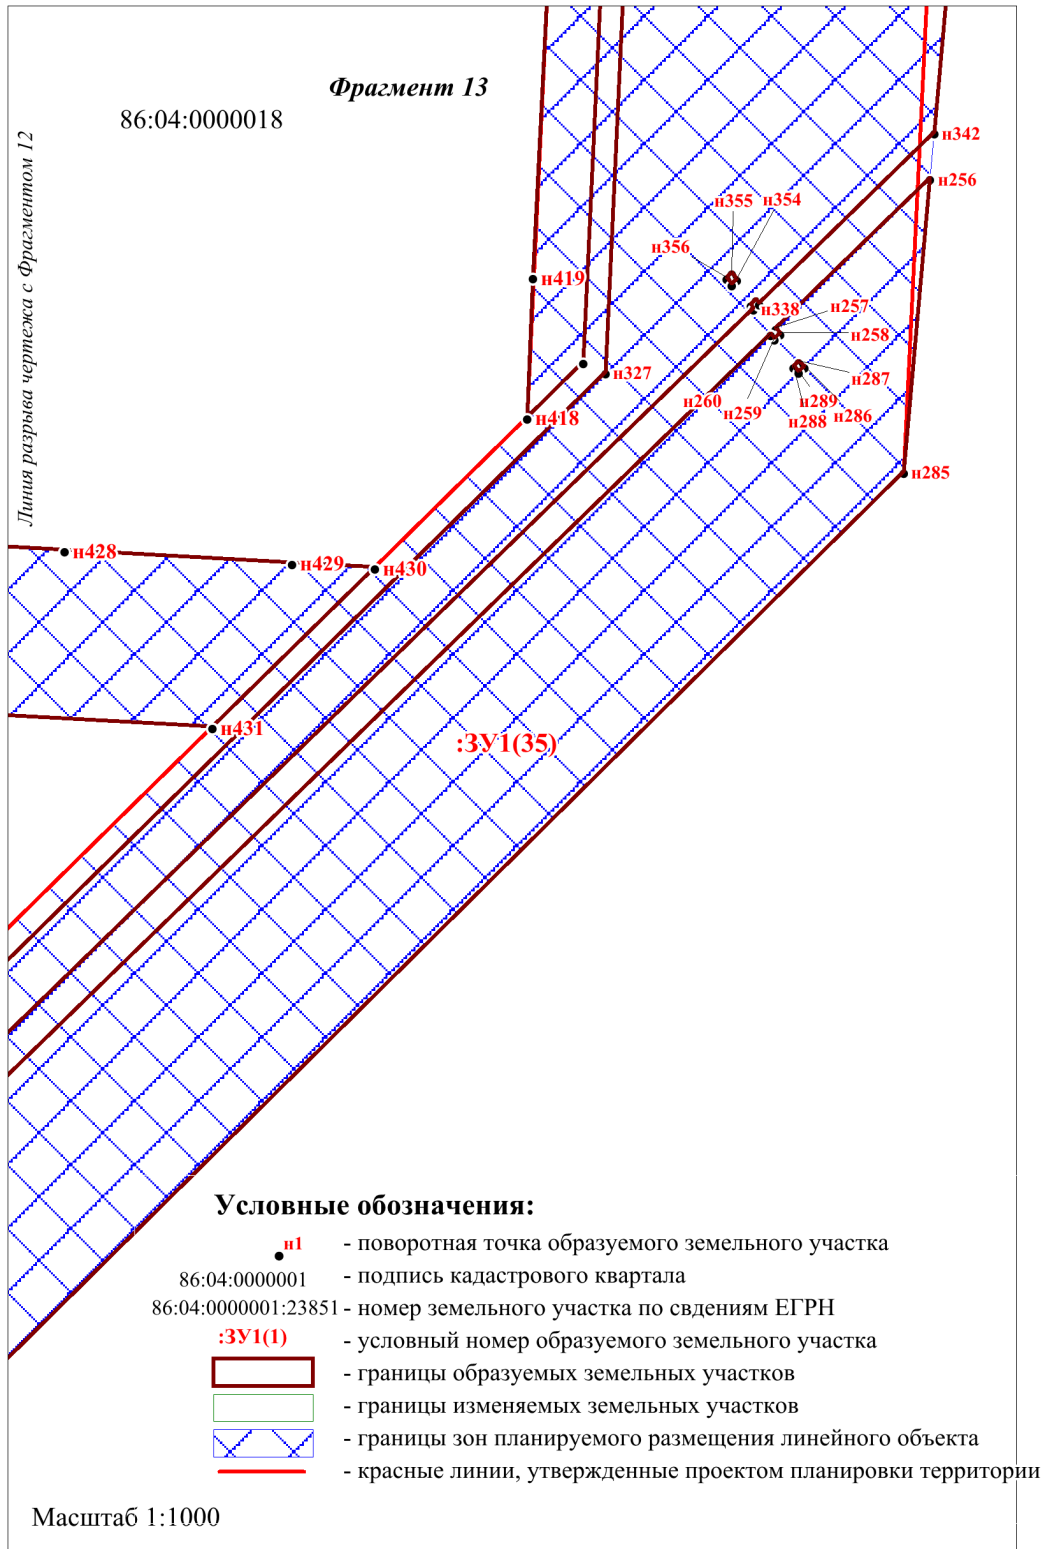 Фрагмент 13
86:04:0000018
Линия разрыва чертежа с Фрагментом 12
н342
н256
н355
н354
н356
н419
н338
н257
н258
н327
н287
н260
н289
н259
н288
н286
н418
н285
н428
н429
н430
н431
:ЗУ1(35)
Условные обозначения:
н1
- поворотная точка образуемого земельного участка
86:04:0000001 - подпись кадастрового квартала
86:04:0000001:23851 - номер земельного участка по свдениям ЕГРН
:ЗУ1(1) - условный номер образуемого земельного участка
- границы образуемых земельных участков
- границы изменяемых земельных участков
- границы зон планируемого размещения линейного объекта
- красные линии, утвержденные проектом планировки территории
Масштаб 1:1000